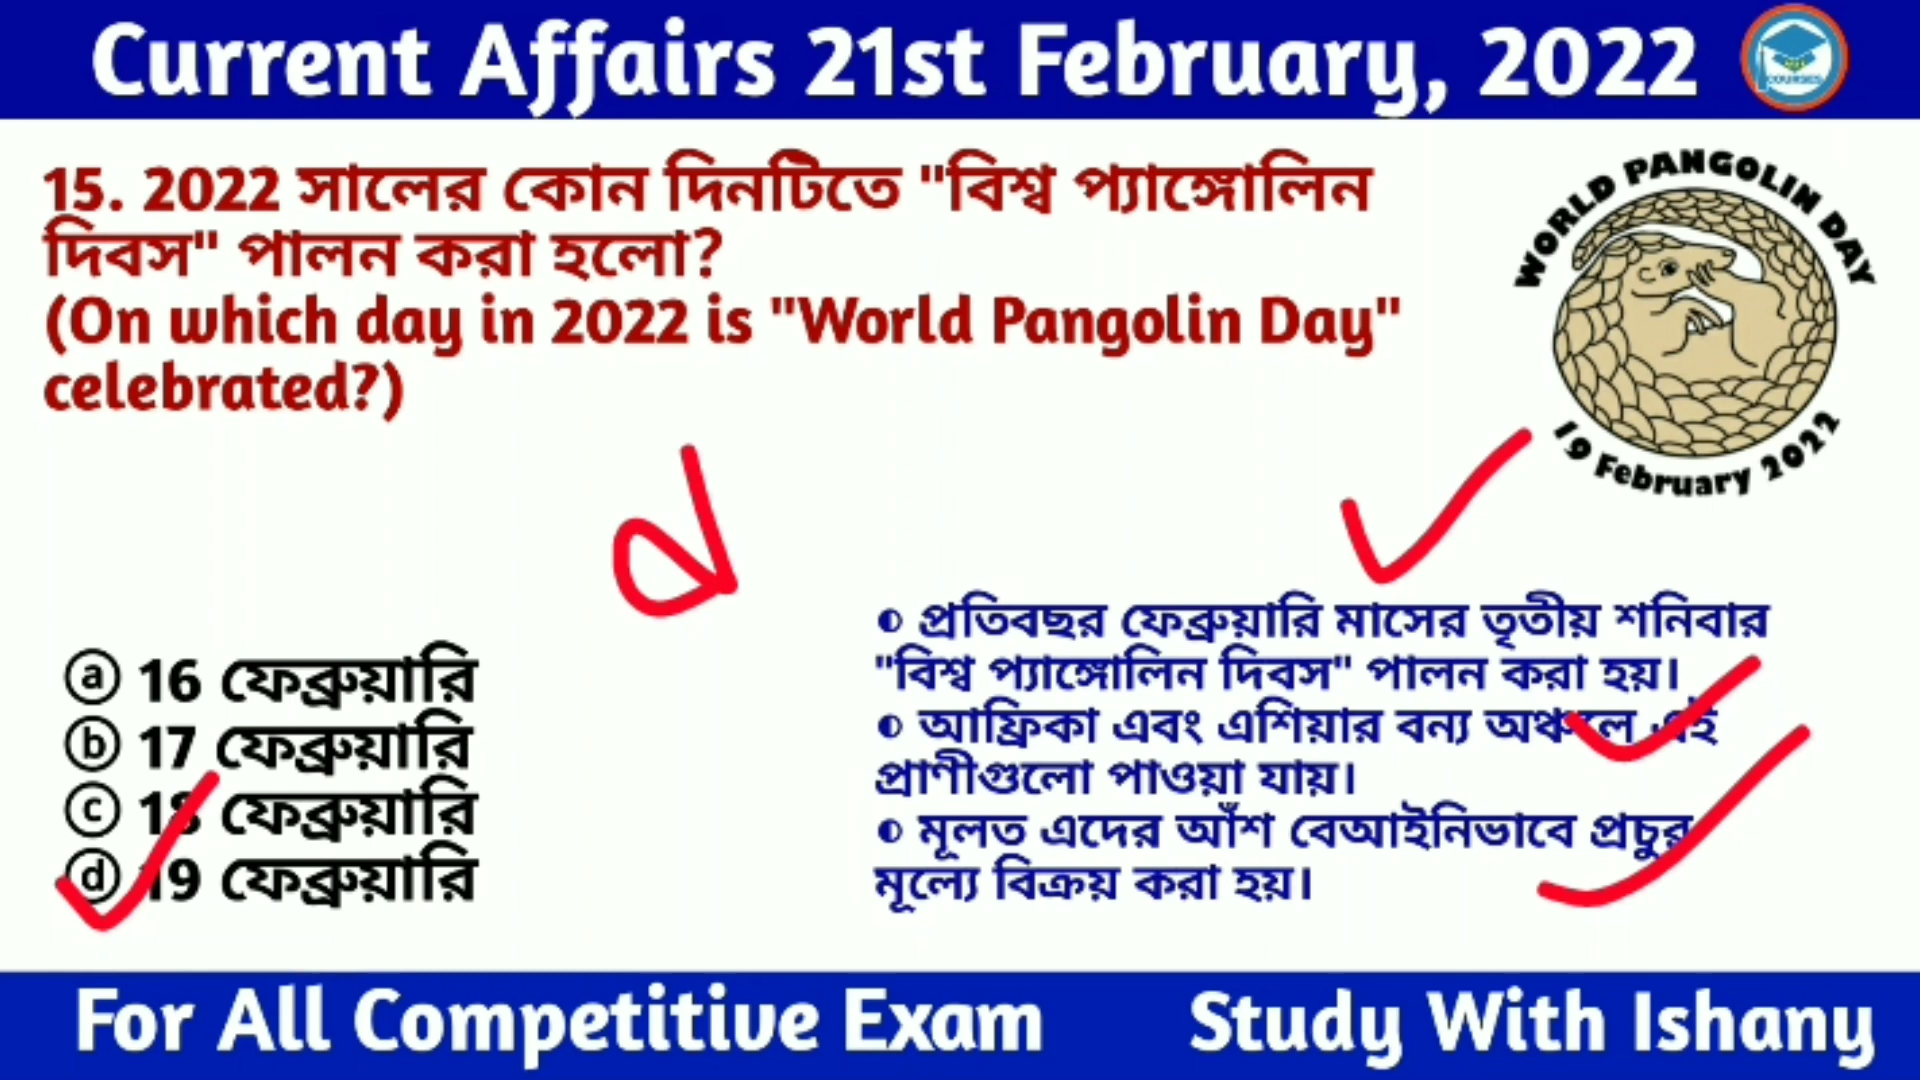 Current Affairs 21st February, 2022
COURSES
15. 2022 সালের কোন দিনটিতে "বিশ্ব প্যাঙ্গোলিন
দিবস" পালন করা হলো?
(On which day in 2022 is "World Pangolin Day"
celebrated?)
WORLD PANGOLIN DAY
19 February 2022
d
ⓐ 16 ফেব্রুয়ারি
ⓑ 17 ফেব্রুয়ারি
ⓒ 18 ফেব্রুয়ারি
ⓓ 19 ফেব্রুয়ারি
◐ প্রতিবছর ফেব্রুয়ারি মাসের তৃতীয় শনিবার
"বিশ্ব প্যাঙ্গোলিন দিবস" পালন করা হয়।
◐ আফ্রিকা এবং এশিয়ার বন্য অঞ্চলে এই
প্রাণীগুলো পাওয়া যায়।
◐ মূলত এদের আঁশ বেআইনিভাবে প্রচুর
মূল্যে বিক্রয় করা হয়।
For All Competitive Exam
Study With Ishany